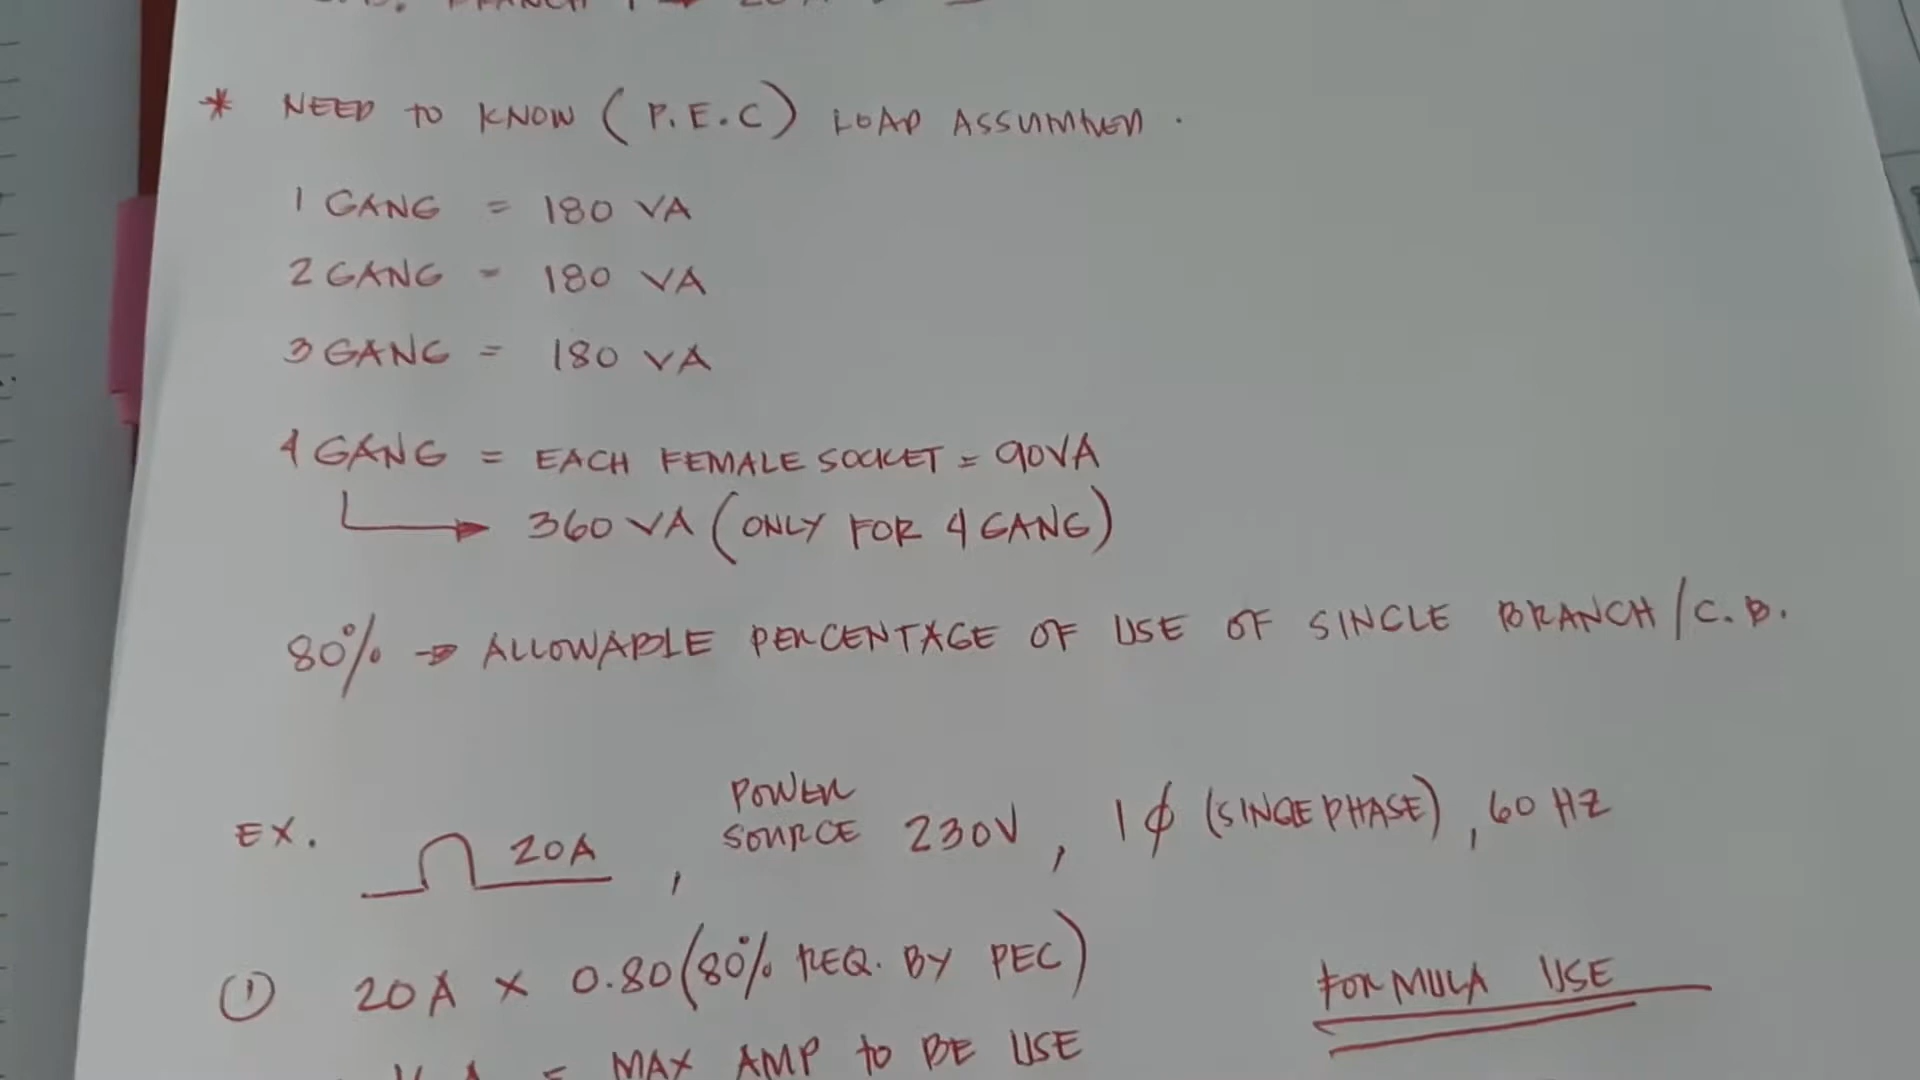 * NEED TO KNOW (P.E.C) LOAD ASSUMPTION.
1 GANG = 180 VA
2 GANG = 180 VA
3 GANG = 180 VA
4 GANG = EACH FEMALE SOCKET = 90VA
360 VA (ONLY FOR 4 GANG)
80% → ALLOWABLE PERCENTAGE OF USE OF SINGLE BRANCH/C.B.
EX. 20A, POWER SOURCE 230V, 1φ (SINGLE PHASE), 60 HZ
① 20A × 0.80 (80% REQ. BY PEC)
FORMULA USE
= MAX AMP TO BE USE